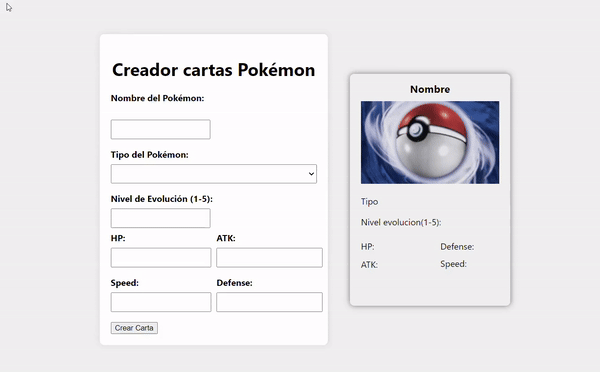 Creador cartas Pokémon
Nombre del Pokémon:
Tipo del Pokémon:
Nivel de Evolución (1-5):
HP: ATK:
Speed: Defense:
Crear Carta
Nombre
Tipo
Nivel evolucion(1-5):
HP: Defense:
ATK: Speed: